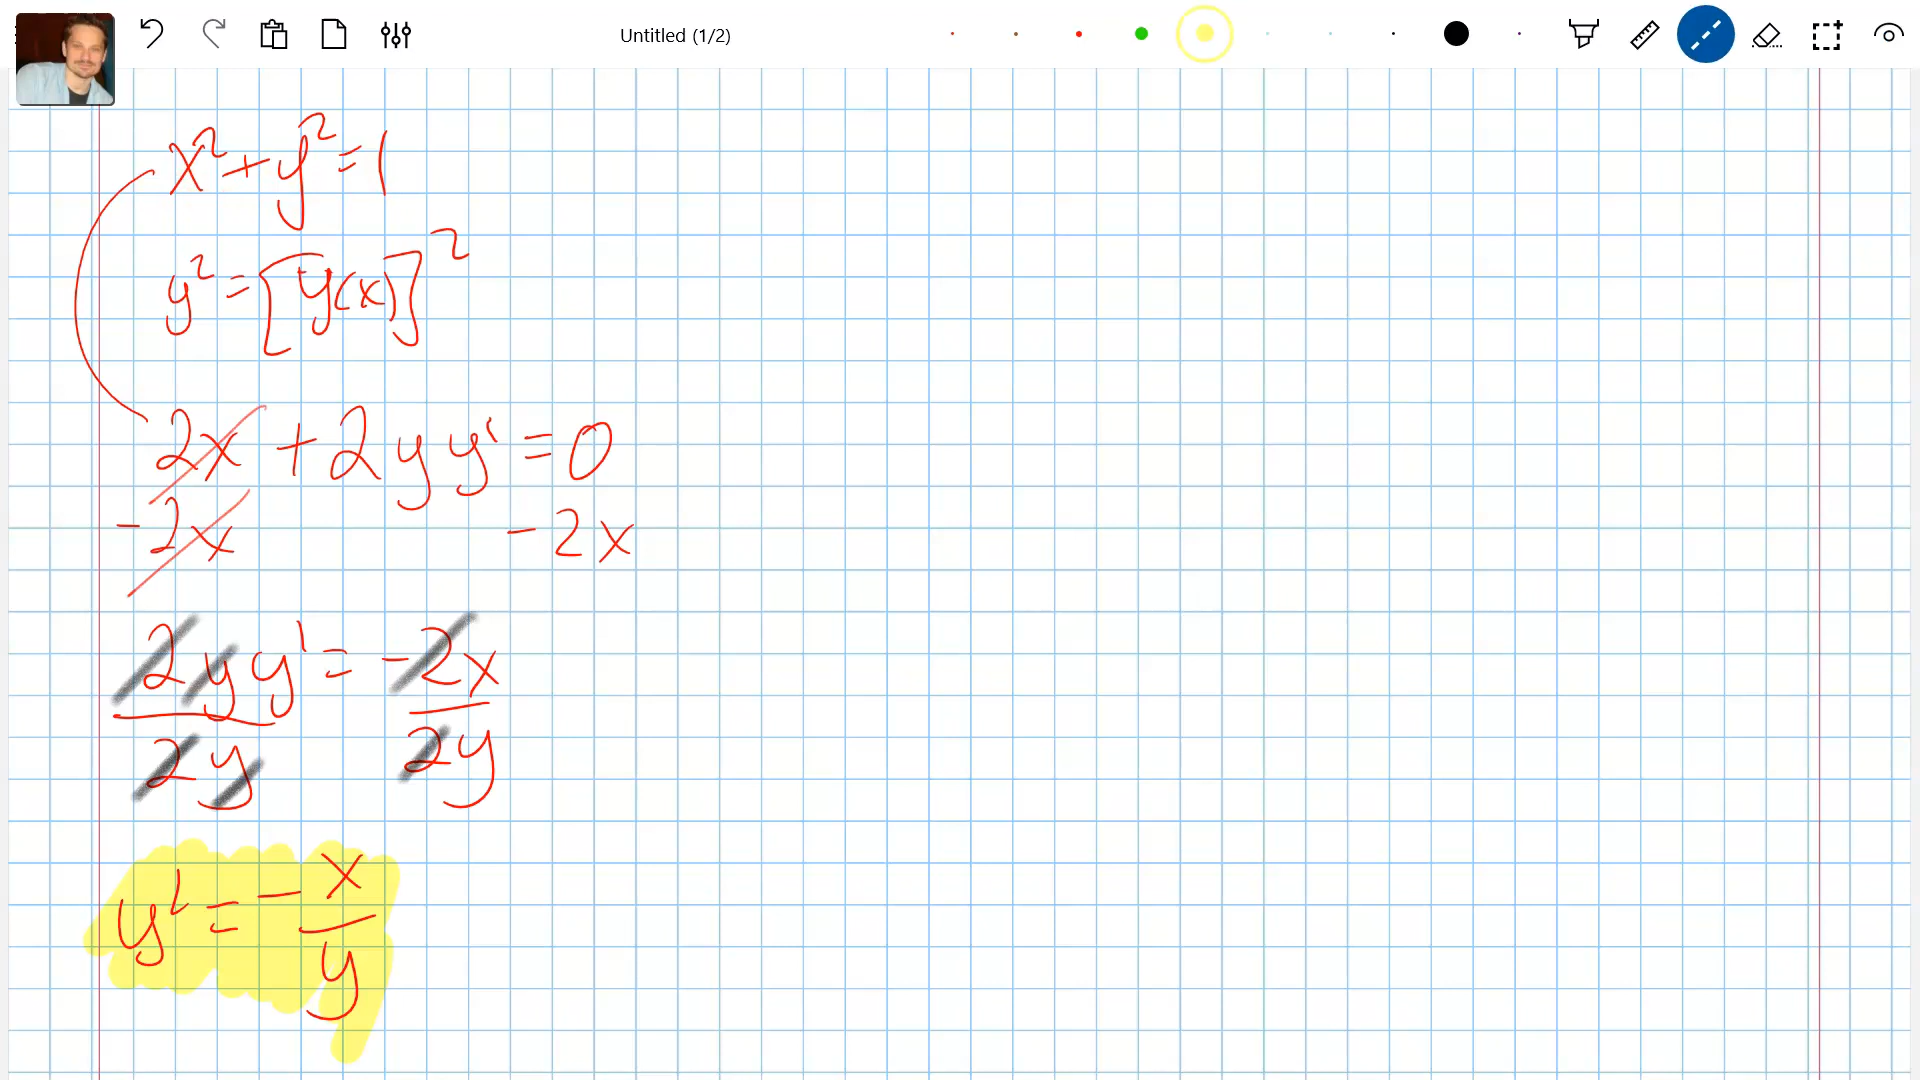 Untitled (1/2)
x² + y² = 1
y² = [y(x)]²
2x + 2yy' = 0
-2x - 2x
2yy' = -2x
2y 2y
y' = - x/y